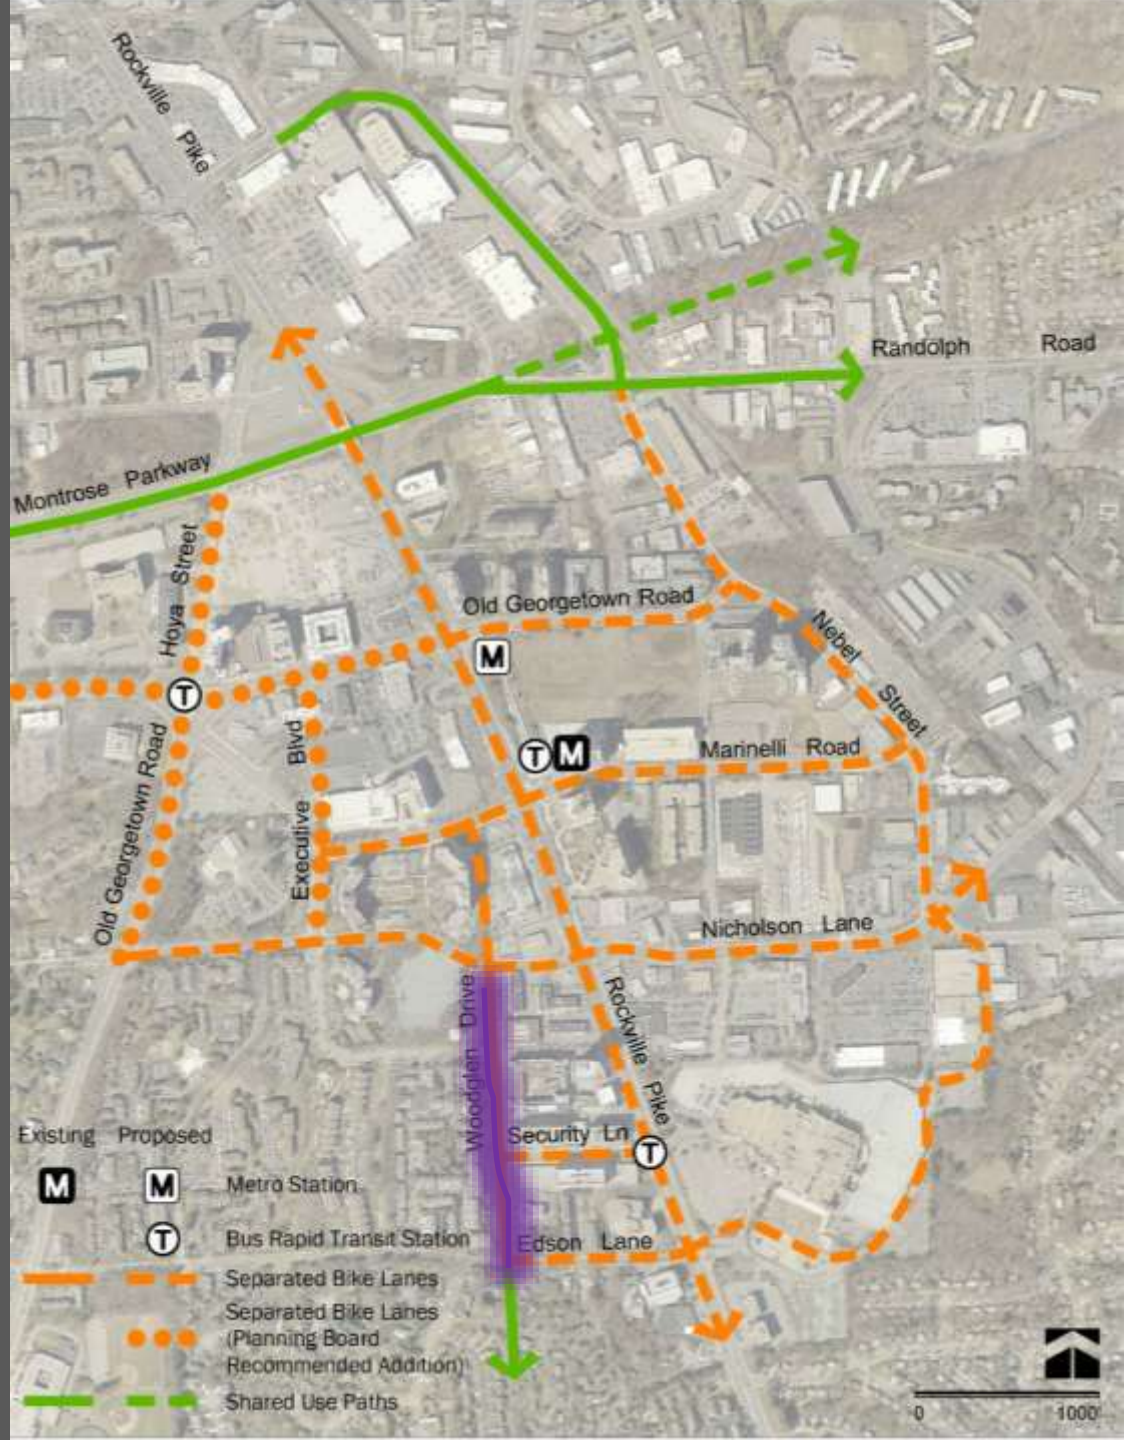 Rockville Pike
Randolph Road
Montrose Parkway
Hoya Street
Old Georgetown Road
M
Nebel Street
T
Old Georgetown Road
Executive Blvd
T M
Marinelli Road
Nicholson Lane
Woodglen Drive
Rockville Pike
Security Ln
T
Edson Lane
Existing Proposed
M M Metro Station
T Bus Rapid Transit Station
Separated Bike Lanes
Separated Bike Lanes
(Planning Board
Recommended Addition)
Shared Use Paths
0 1000'